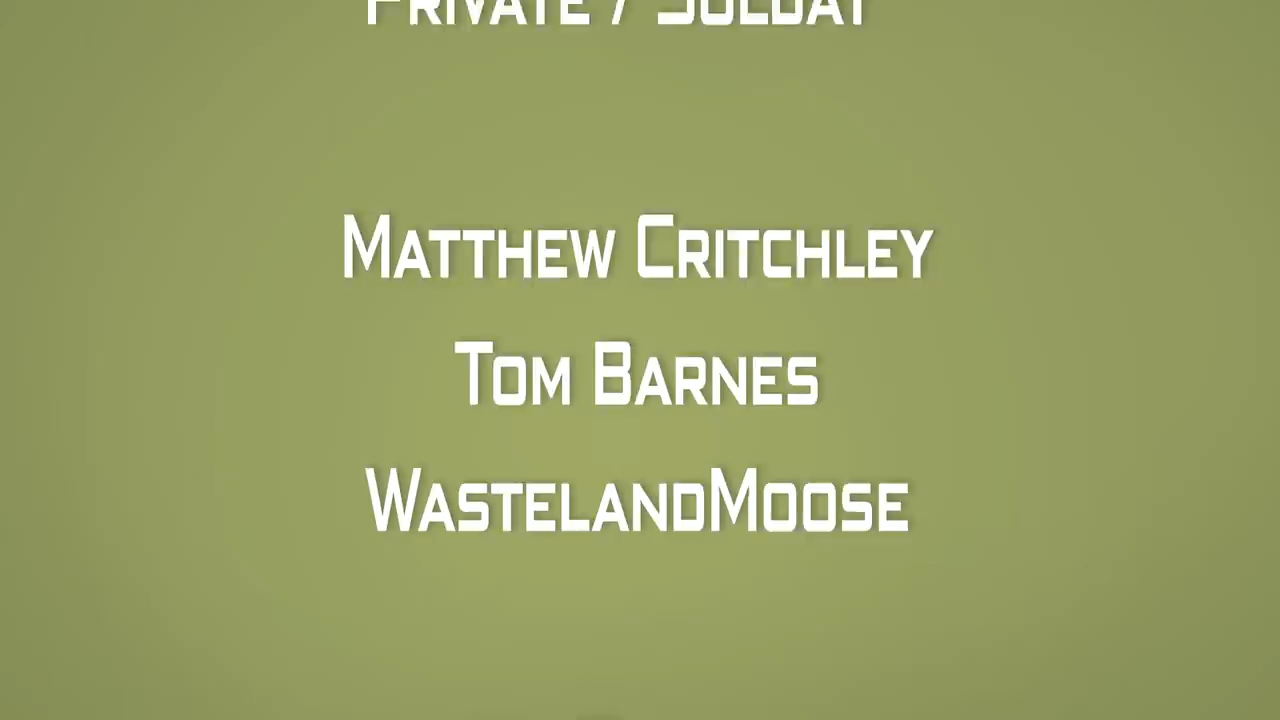 Private / Soldat
Matthew Critchley
Tom Barnes
WastelandMoose